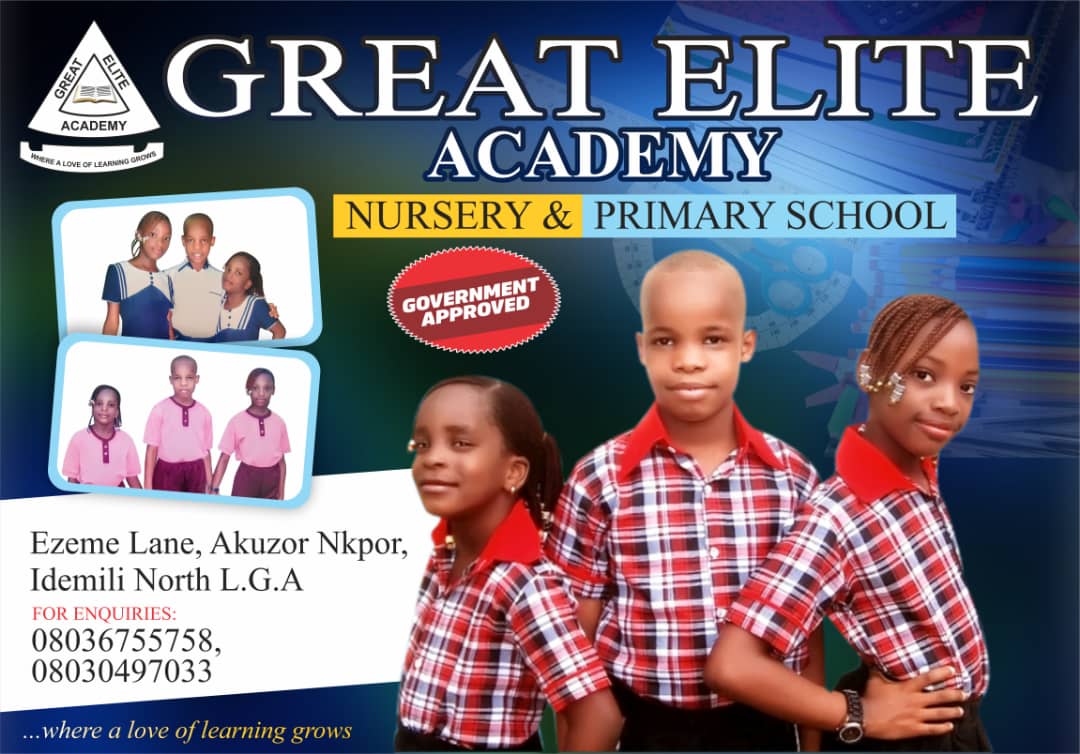 GREAT ELITE
ACADEMY
WHERE A LOVE OF LEARNING GROWS
GREAT ELITE
ACADEMY
NURSERY & PRIMARY SCHOOL
GOVERNMENT
APPROVED
Ezeme Lane, Akuzor Nkpor,
Idemili North L.G.A
FOR ENQUIRIES:
08036755758,
08030497033
...where a love of learning grows